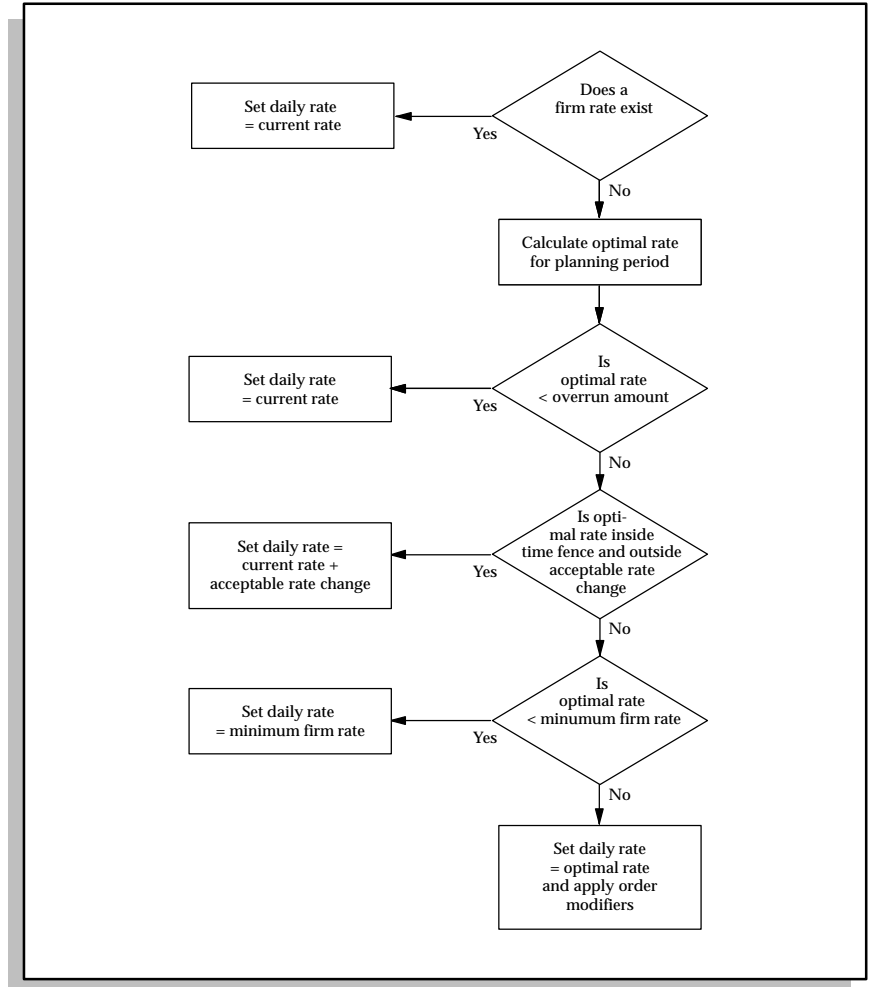 Does a
firm rate exist
Set daily rate
= current rate
Yes
No
Calculate optimal rate
for planning period
Is
optimal rate
< overrun amount
Set daily rate
= current rate
Yes
No
Is opti-
mal rate inside
time fence and outside
acceptable rate
change
Set daily rate =
current rate +
acceptable rate change
Yes
No
Is
optimal rate
< minumum firm rate
Set daily rate
= minimum firm rate
Yes
No
Set daily rate
= optimal rate
and apply order
modifiers